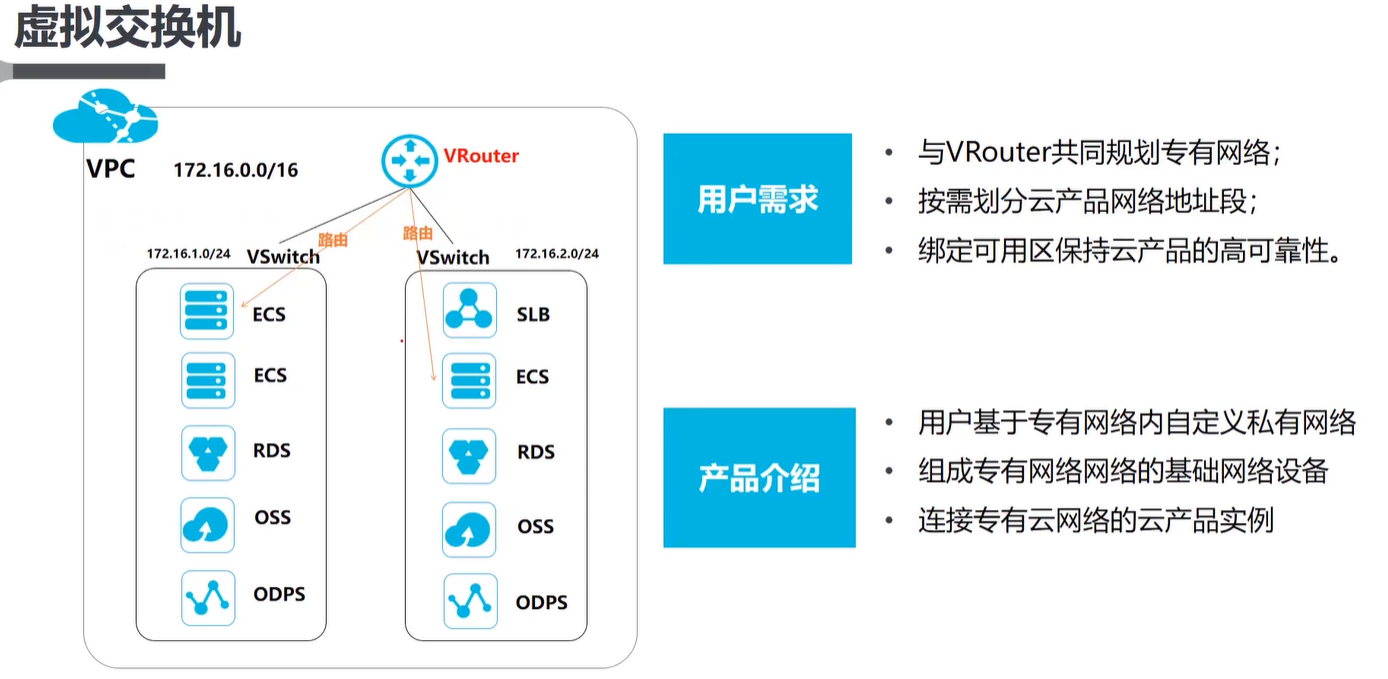 虚拟交换机
VPC
172.16.0.0/16
VRouter
路由
路由
172.16.1.0/24
VSwitch
VSwitch
172.16.2.0/24
ECS
ECS
RDS
OSS
ODPS
SLB
ECS
RDS
OSS
ODPS
用户需求
• 与VRouter共同规划专有网络;
• 按需划分云产品网络地址段;
• 绑定可用区保持云产品的高可靠性。
产品介绍
• 用户基于专有网络内自定义私有网络
• 组成专有网络网络的基础网络设备
• 连接专有云网络的云产品实例